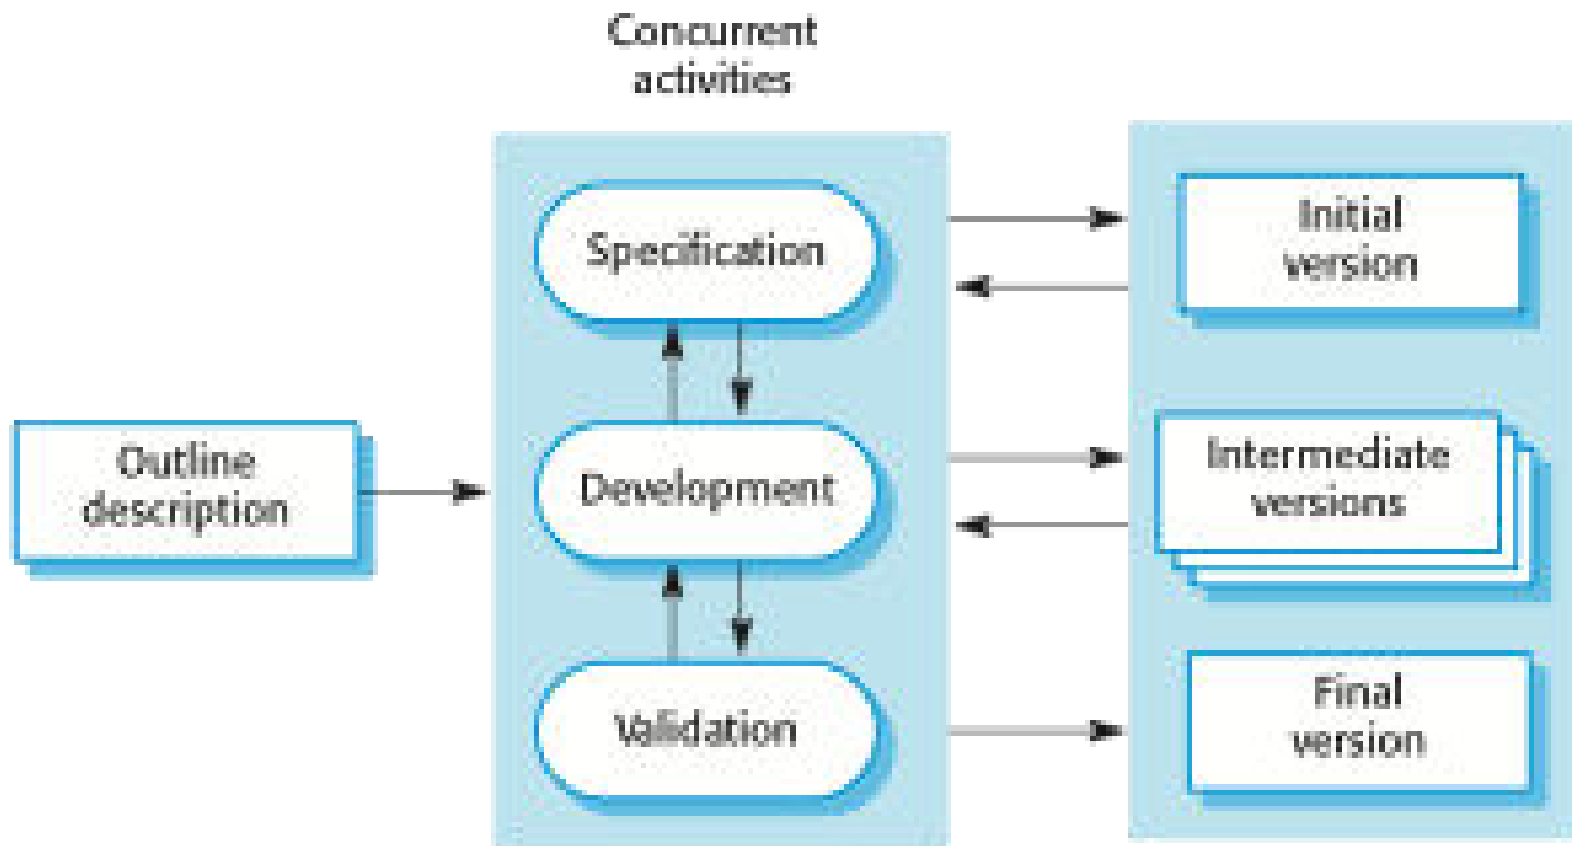 Concurrent
activities
Outline
description
Specification
Development
Validation
Initial
version
Intermediate
versions
Final
version